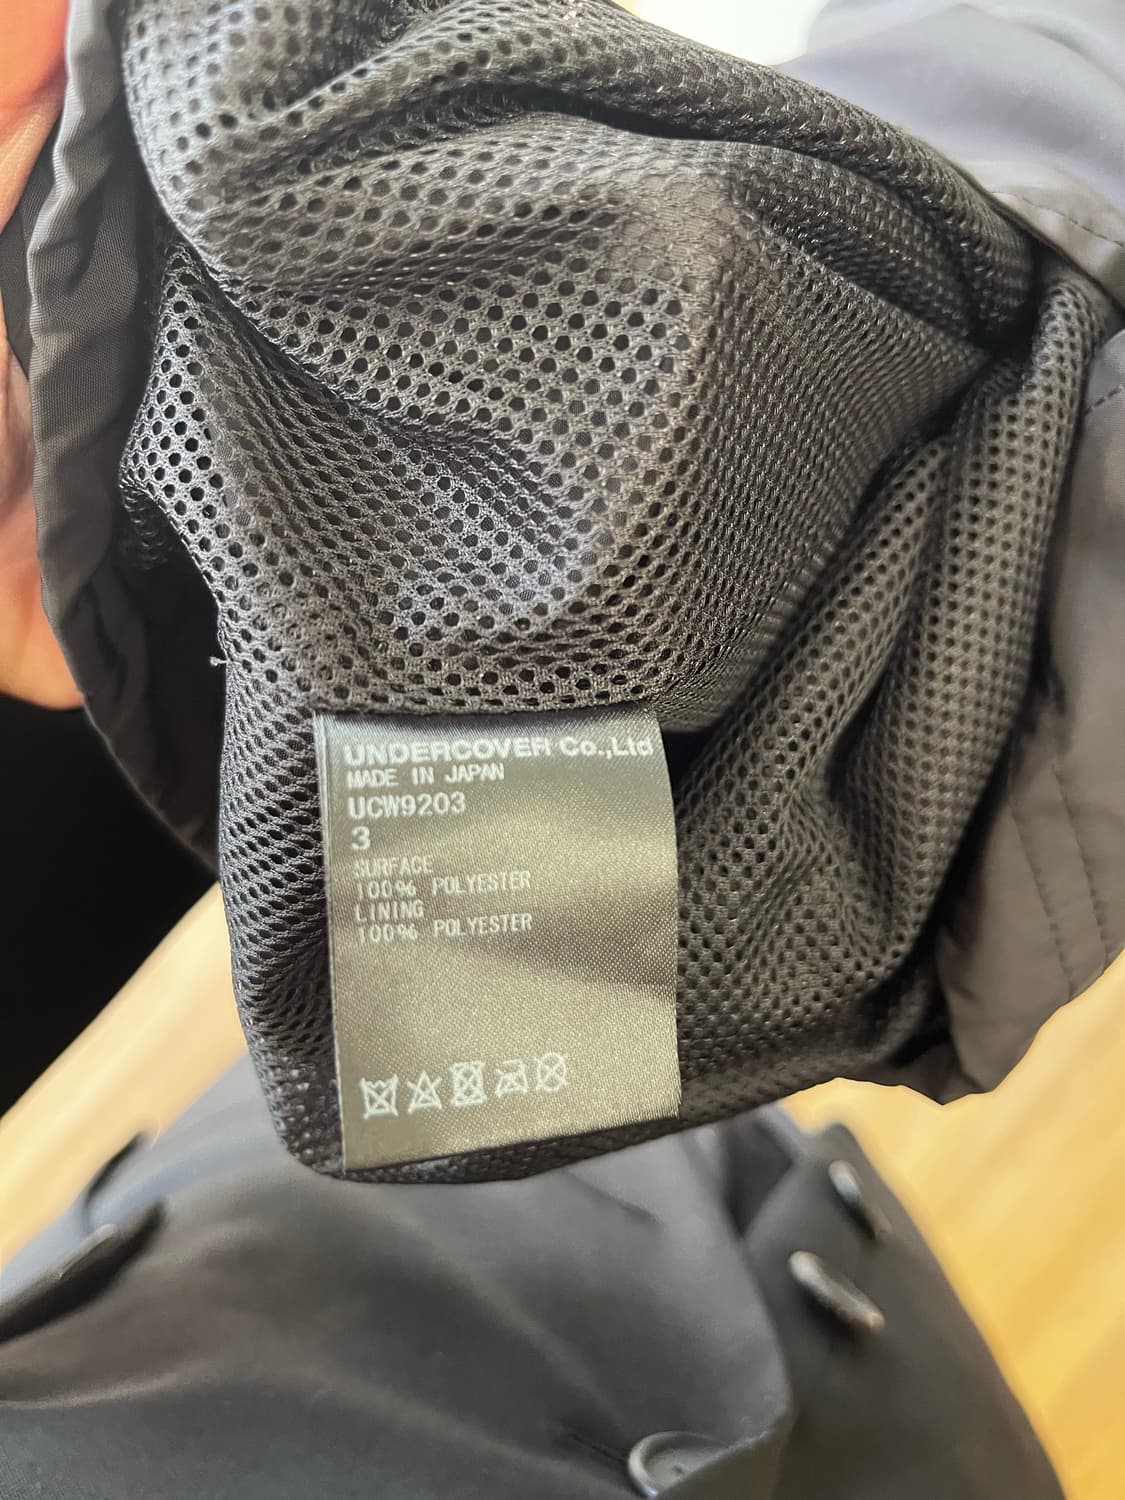 UNDERCOVER Co.,Ltd
MADE IN JAPAN
UCW9203
3
SURFACE
100% POLYESTER
LINING
100% POLYESTER